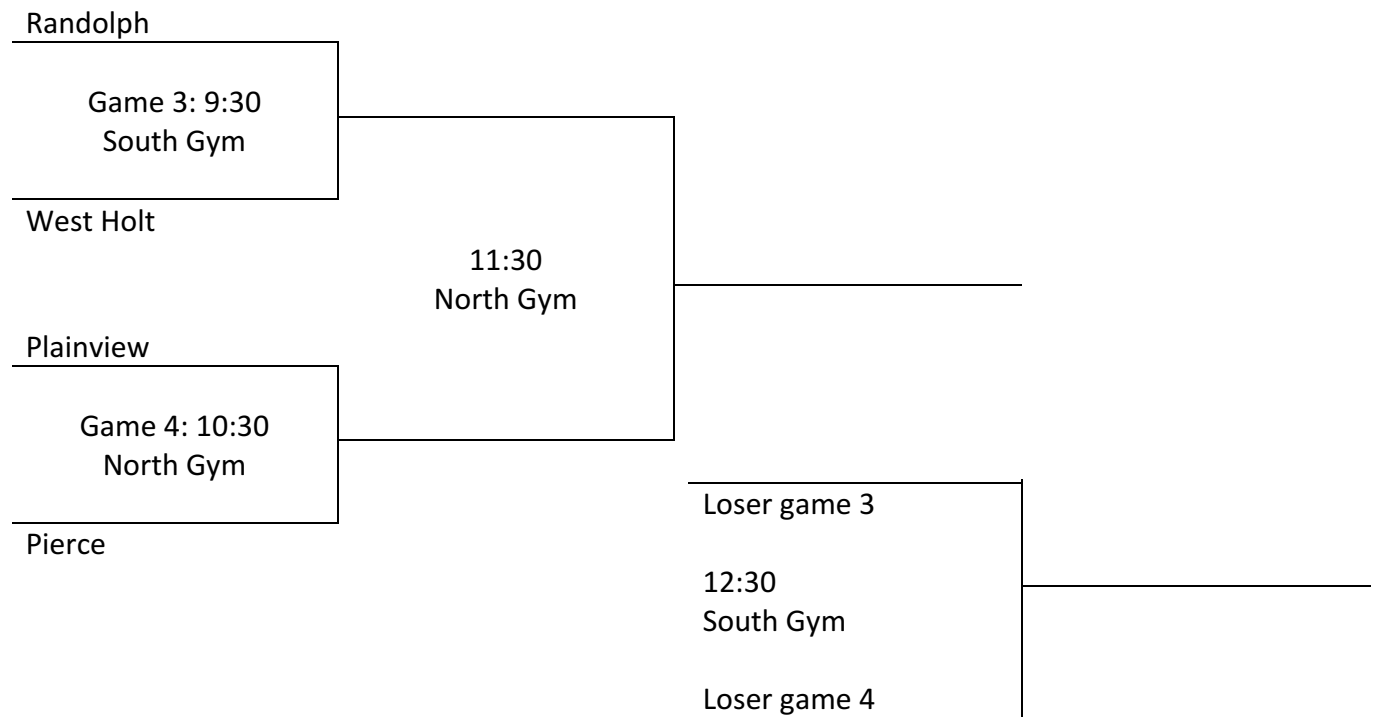 Randolph
Game 3: 9:30
South Gym
West Holt
11:30
North Gym
Plainview
Game 4: 10:30
North Gym
Pierce
Loser game 3
12:30
South Gym
Loser game 4